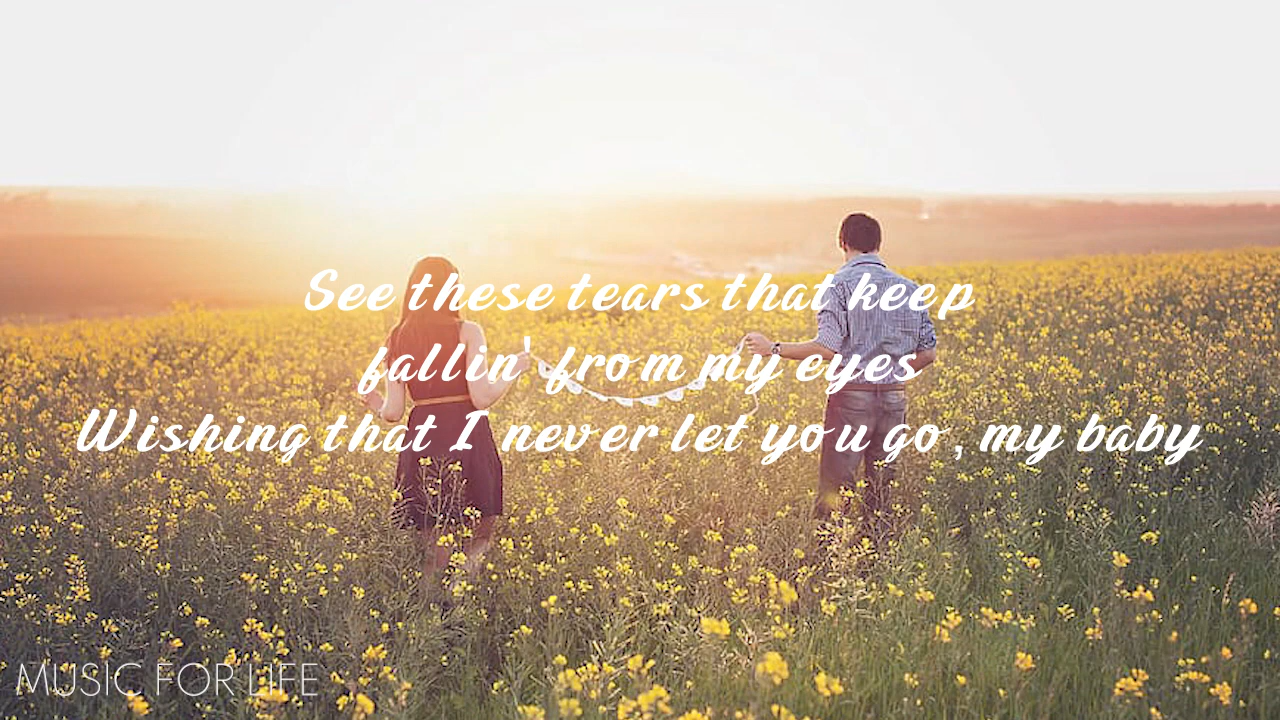 See these tears that keep
fallin' from my eyes
Wishing that I never let you go, my baby
MUSIC FOR LIFE